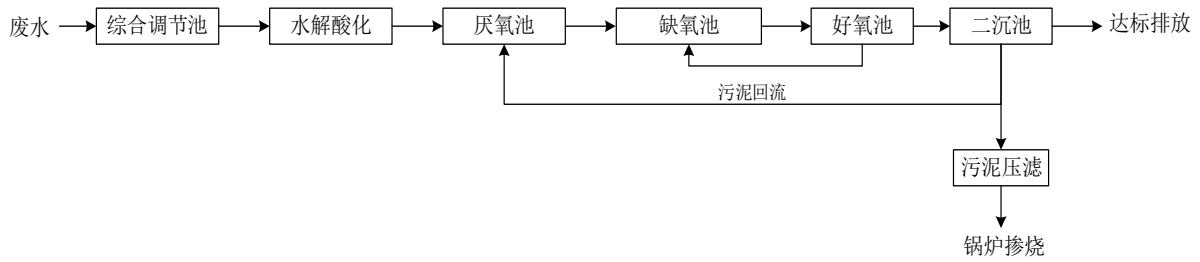 废水
综合调节池
水解酸化
厌氧池
缺氧池
好氧池
二沉池
达标排放
污泥回流
污泥压滤
锅炉掺烧